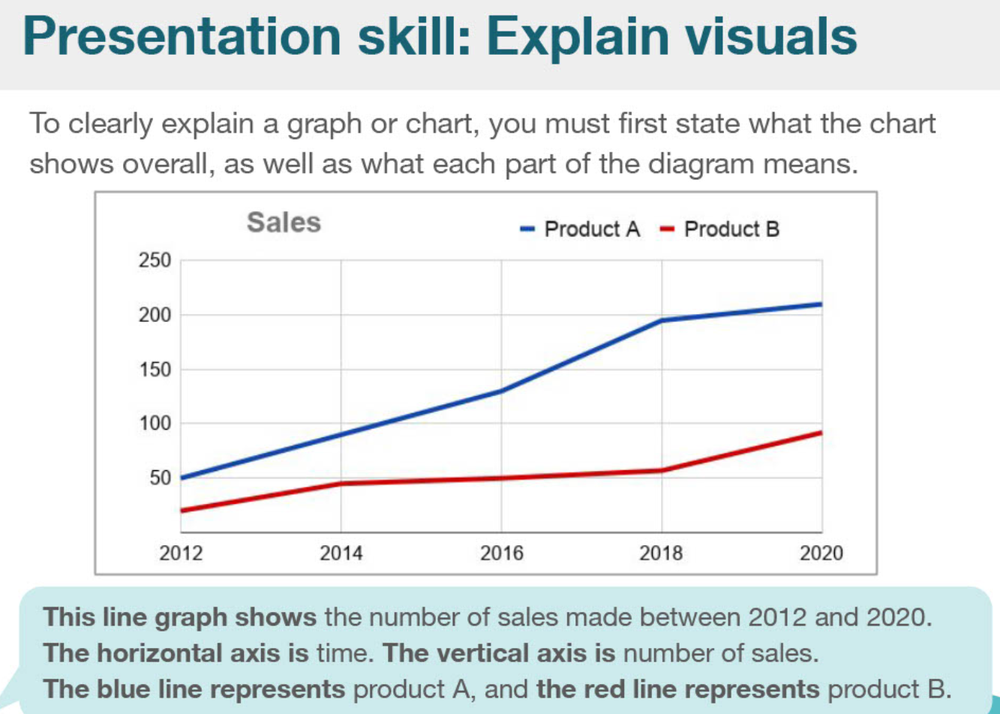 Presentation skill: Explain visuals
To clearly explain a graph or chart, you must first state what the chart
shows overall, as well as what each part of the diagram means.
Sales
Product A Product B
250
200
150
100
50
2012 2014 2016 2018 2020
This line graph shows the number of sales made between 2012 and 2020.
The horizontal axis is time. The vertical axis is number of sales.
The blue line represents product A, and the red line represents product B.